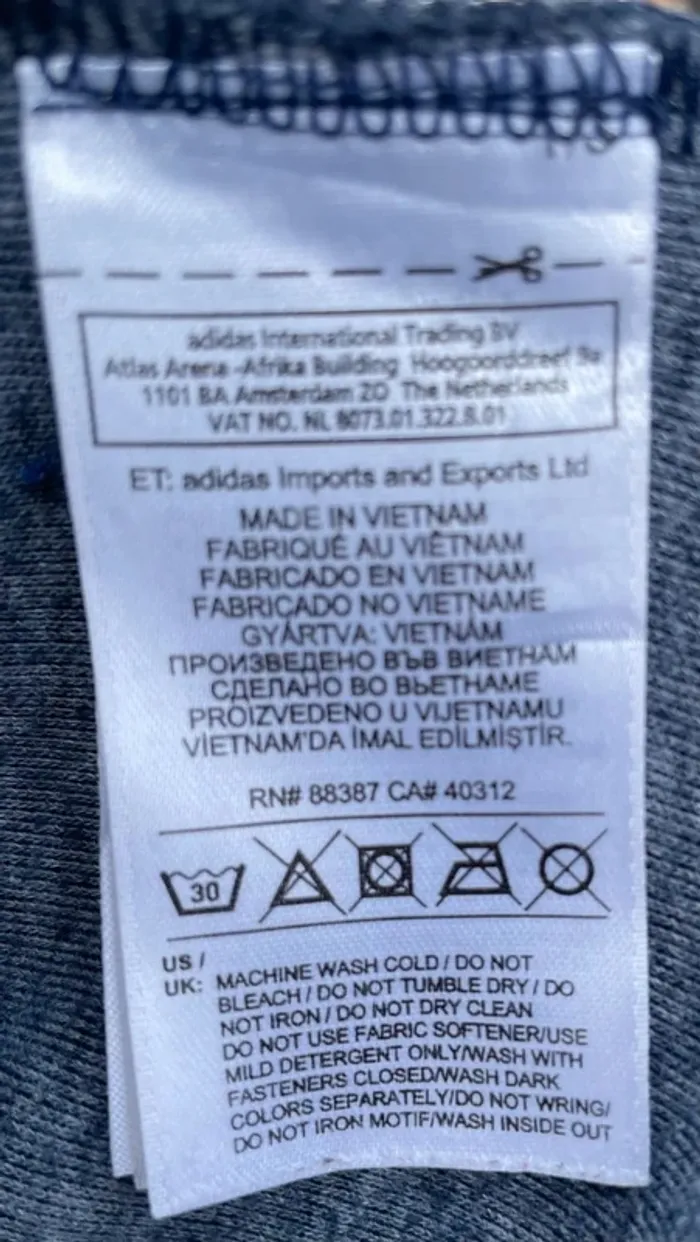 adidas International Trading BV
Atlas Arena -Afrika Building Hoogoorddreef 9a
1101 BA Amsterdam ZO The Netherlands
VAT NO. NL 8073.01.322.B.01
ET: adidas Imports and Exports Ltd
MADE IN VIETNAM
FABRIQUÉ AU VIÊTNAM
FABRICADO EN VIETNAM
FABRICADO NO VIETNAME
GYÁRTVA: VIETNÁM
ПРОИЗВЕДЕНО ВЪВ ВИЕТНАМ
СДЕЛАНО ВО ВЬЕТНАМЕ
PROIZVEDENO U VIJETNAMU
VİETNAM'DA İMAL EDİLMİŞTİR.
RN# 88387 CA# 40312
30
US /
UK: MACHINE WASH COLD / DO NOT
BLEACH / DO NOT TUMBLE DRY / DO
NOT IRON / DO NOT DRY CLEAN
DO NOT USE FABRIC SOFTENER/USE
MILD DETERGENT ONLY/WASH WITH
FASTENERS CLOSED/WASH DARK
COLORS SEPARATELY/DO NOT WRING/
DO NOT IRON MOTIF/WASH INSIDE OUT